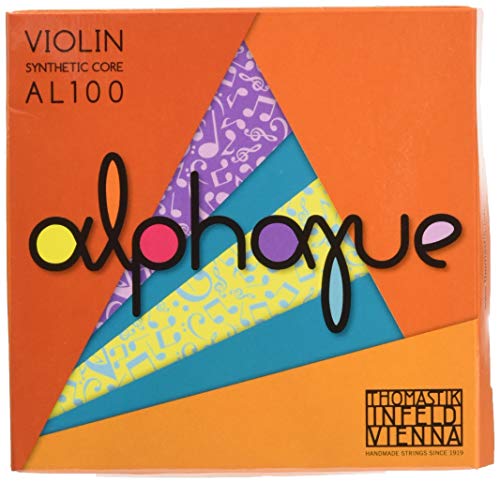 VIOLIN
SYNTHETIC CORE
AL100
alphayue
THOMASTIK
INFELD
VIENNA
HANDMADE STRINGS SINCE 1919